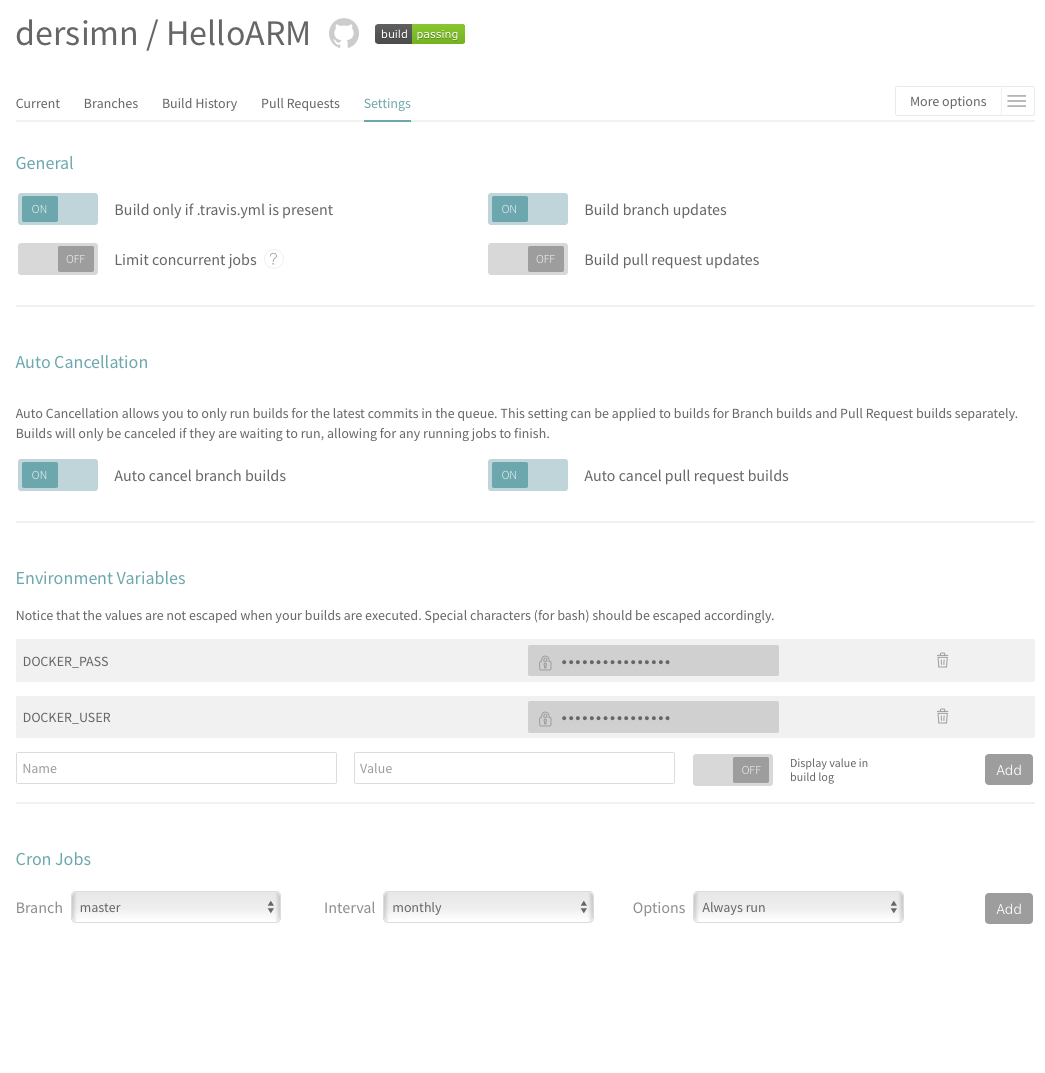 dersimn / HelloARM build passing
Current Branches Build History Pull Requests Settings More options
General
ON Build only if .travis.yml is present ON Build branch updates
OFF Limit concurrent jobs ? OFF Build pull request updates
Auto Cancellation
Auto Cancellation allows you to only run builds for the latest commits in the queue. This setting can be applied to builds for Branch builds and Pull Request builds separately.
Builds will only be canceled if they are waiting to run, allowing for any running jobs to finish.
ON Auto cancel branch builds ON Auto cancel pull request builds
Environment Variables
Notice that the values are not escaped when your builds are executed. Special characters (for bash) should be escaped accordingly.
DOCKER_PASS ••••••••••••••••
DOCKER_USER ••••••••••••••••
Name Value OFF Display value in
build log Add
Cron Jobs
Branch master Interval monthly Options Always run Add